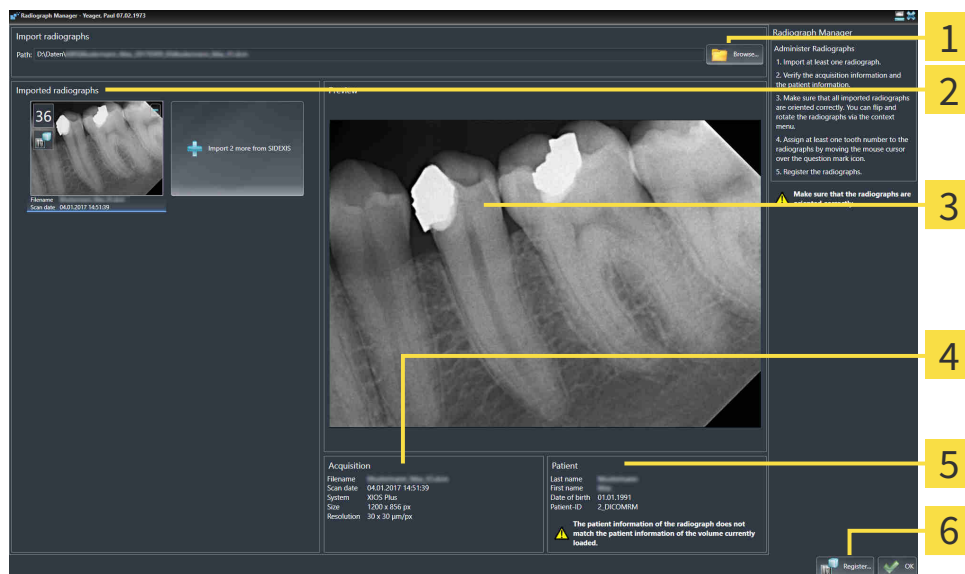 Radiograph Manager - Yeager, Paul 07.02.1973
Import radiographs
Path: D:\Daten\
Browse...
1
Imported radiographs
2
36
Import 2 more from SIDEXIS
Filename
Scan date 04.01.2017 14:51:39
Preview
3
Acquisition
4
Filename
Scan date 04.01.2017 14:51:39
System XIOS Plus
Size 1200 x 856 px
Resolution 30 x 30 μm/px
Patient
5
Last name
First name
Date of birth 01.01.1991
Patient-ID 2_DICOMRM
The patient information of the radiograph does not
match the patient information of the volume currently
loaded.
Radiograph Manager
Administer Radiographs
1. Import at least one radiograph.
2. Verify the acquisition information and
the patient information.
3. Make sure that all imported radiographs
are oriented correctly. You can flip and
rotate the radiographs via the context
menu.
4. Assign at least one tooth number to the
radiographs by moving the mouse cursor
over the question mark icon.
5. Register the radiographs.
Make sure that the radiographs are
oriented correctly.
6
Register...
OK